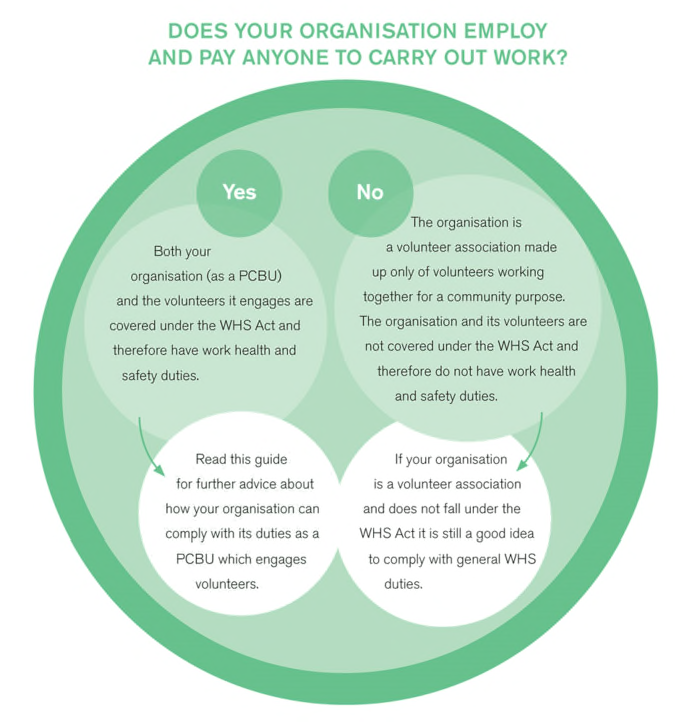 DOES YOUR ORGANISATION EMPLOY
AND PAY ANYONE TO CARRY OUT WORK?
Yes
Both your
organisation (as a PCBU)
and the volunteers it engages are
covered under the WHS Act and
therefore have work health and
safety duties.
No
The organisation is
a volunteer association made
up only of volunteers working
together for a community purpose.
The organisation and its volunteers are
not covered under the WHS Act and
therefore do not have work health
and safety duties.
Read this guide
for further advice about
how your organisation can
comply with its duties as a
PCBU which engages
volunteers.
If your organisation
is a volunteer association
and does not fall under the
WHS Act it is still a good idea
to comply with general WHS
duties.